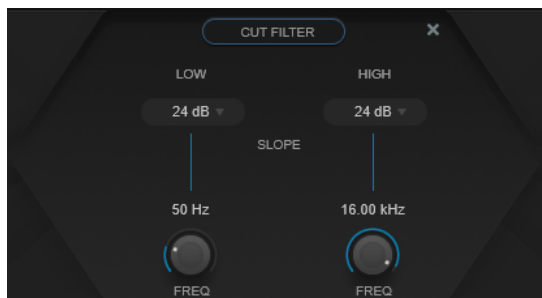 CUT FILTER
LOW HIGH
24 dB 24 dB
SLOPE
50 Hz 16.00 kHz
FREQ FREQ